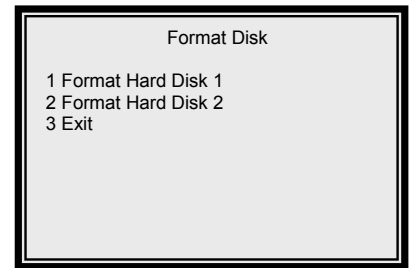 Format Disk
1 Format Hard Disk 1
2 Format Hard Disk 2
3 Exit